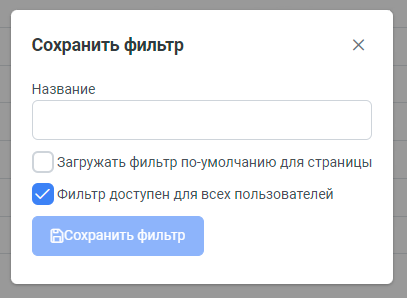 Сохранить фильтр
Название
Загружать фильтр по-умолчанию для страницы
Фильтр доступен для всех пользователей
Сохранить фильтр